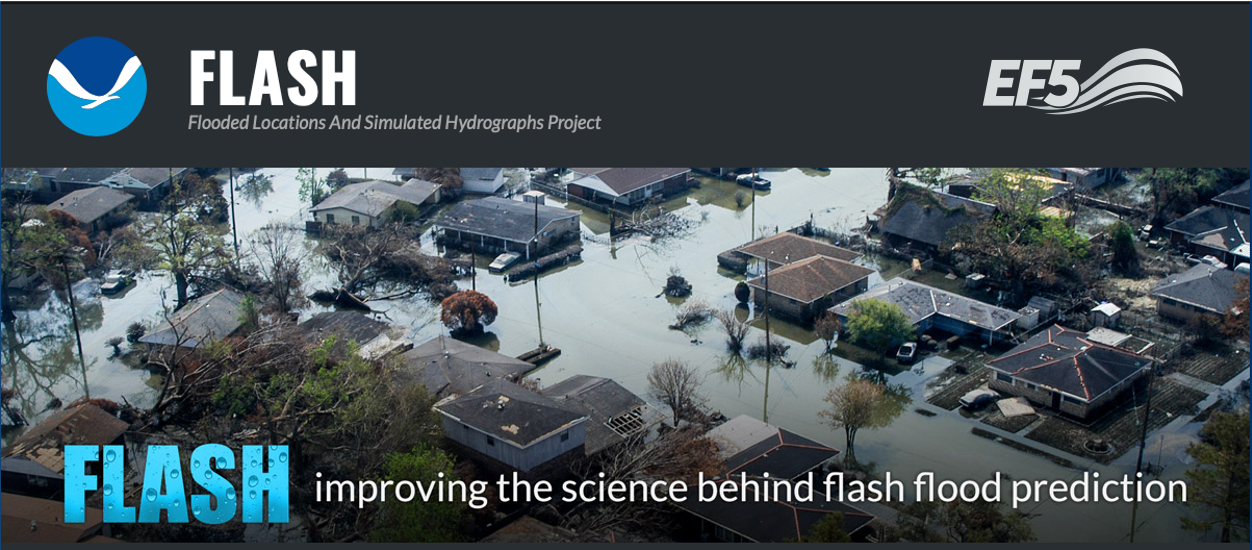 FLASH
Flooded Locations And Simulated Hydrographs Project
EF5
FLASH improving the science behind flash flood prediction